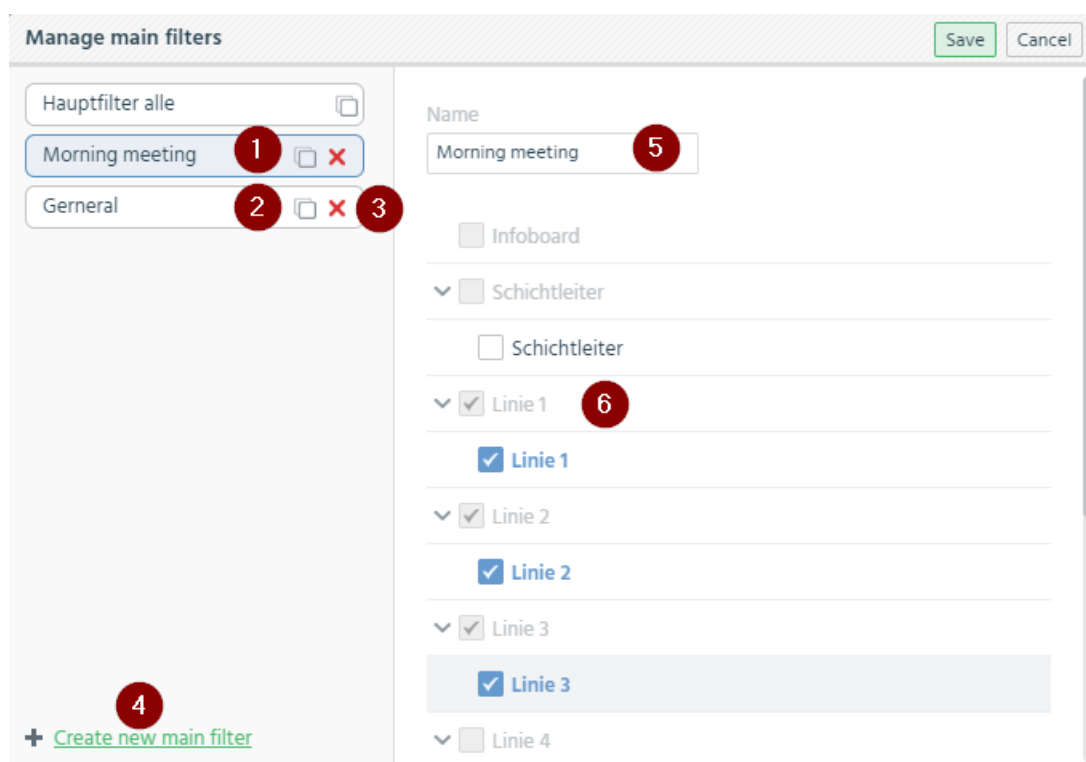 Manage main filters
Save
Cancel
Hauptfilter alle
Morning meeting
1
Gerneral
2
3
4
Create new main filter
Name
Morning meeting
5
Infoboard
Schichtleiter
Schichtleiter
Linie 1
6
Linie 1
Linie 2
Linie 2
Linie 3
Linie 3
Linie 4